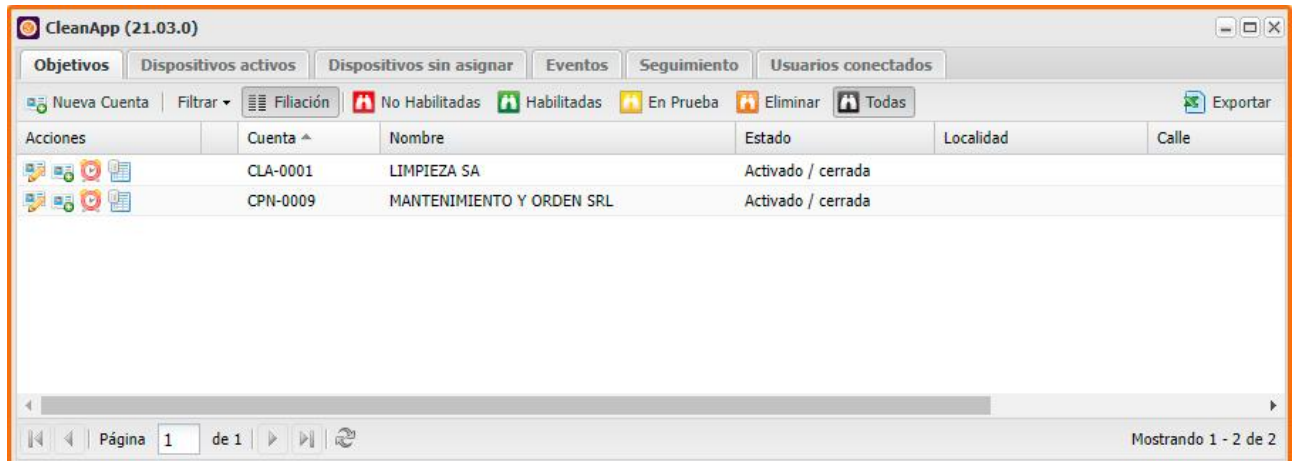 CleanApp (21.03.0)
Objetivos Dispositivos activos Dispositivos sin asignar Eventos Seguimiento Usuarios conectados
Nueva Cuenta Filtrar Filiación No Habilitadas Habilitadas En Prueba Eliminar Todas Exportar
Acciones Cuenta Nombre Estado Localidad Calle
CLA-0001 LIMPIEZA SA Activado / cerrada
CPN-0009 MANTENIMIENTO Y ORDEN SRL Activado / cerrada
Página 1 de 1 Mostrando 1 - 2 de 2